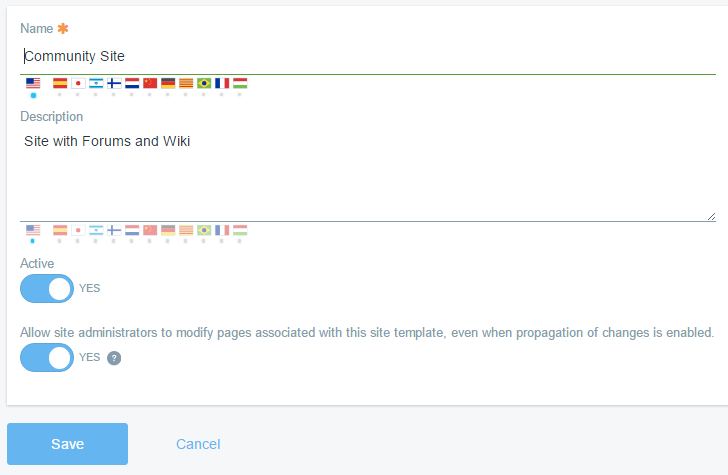 Name
Community Site
Description
Site with Forums and Wiki
Active
YES
Allow site administrators to modify pages associated with this site template, even when propagation of changes is enabled.
YES ?
Save
Cancel